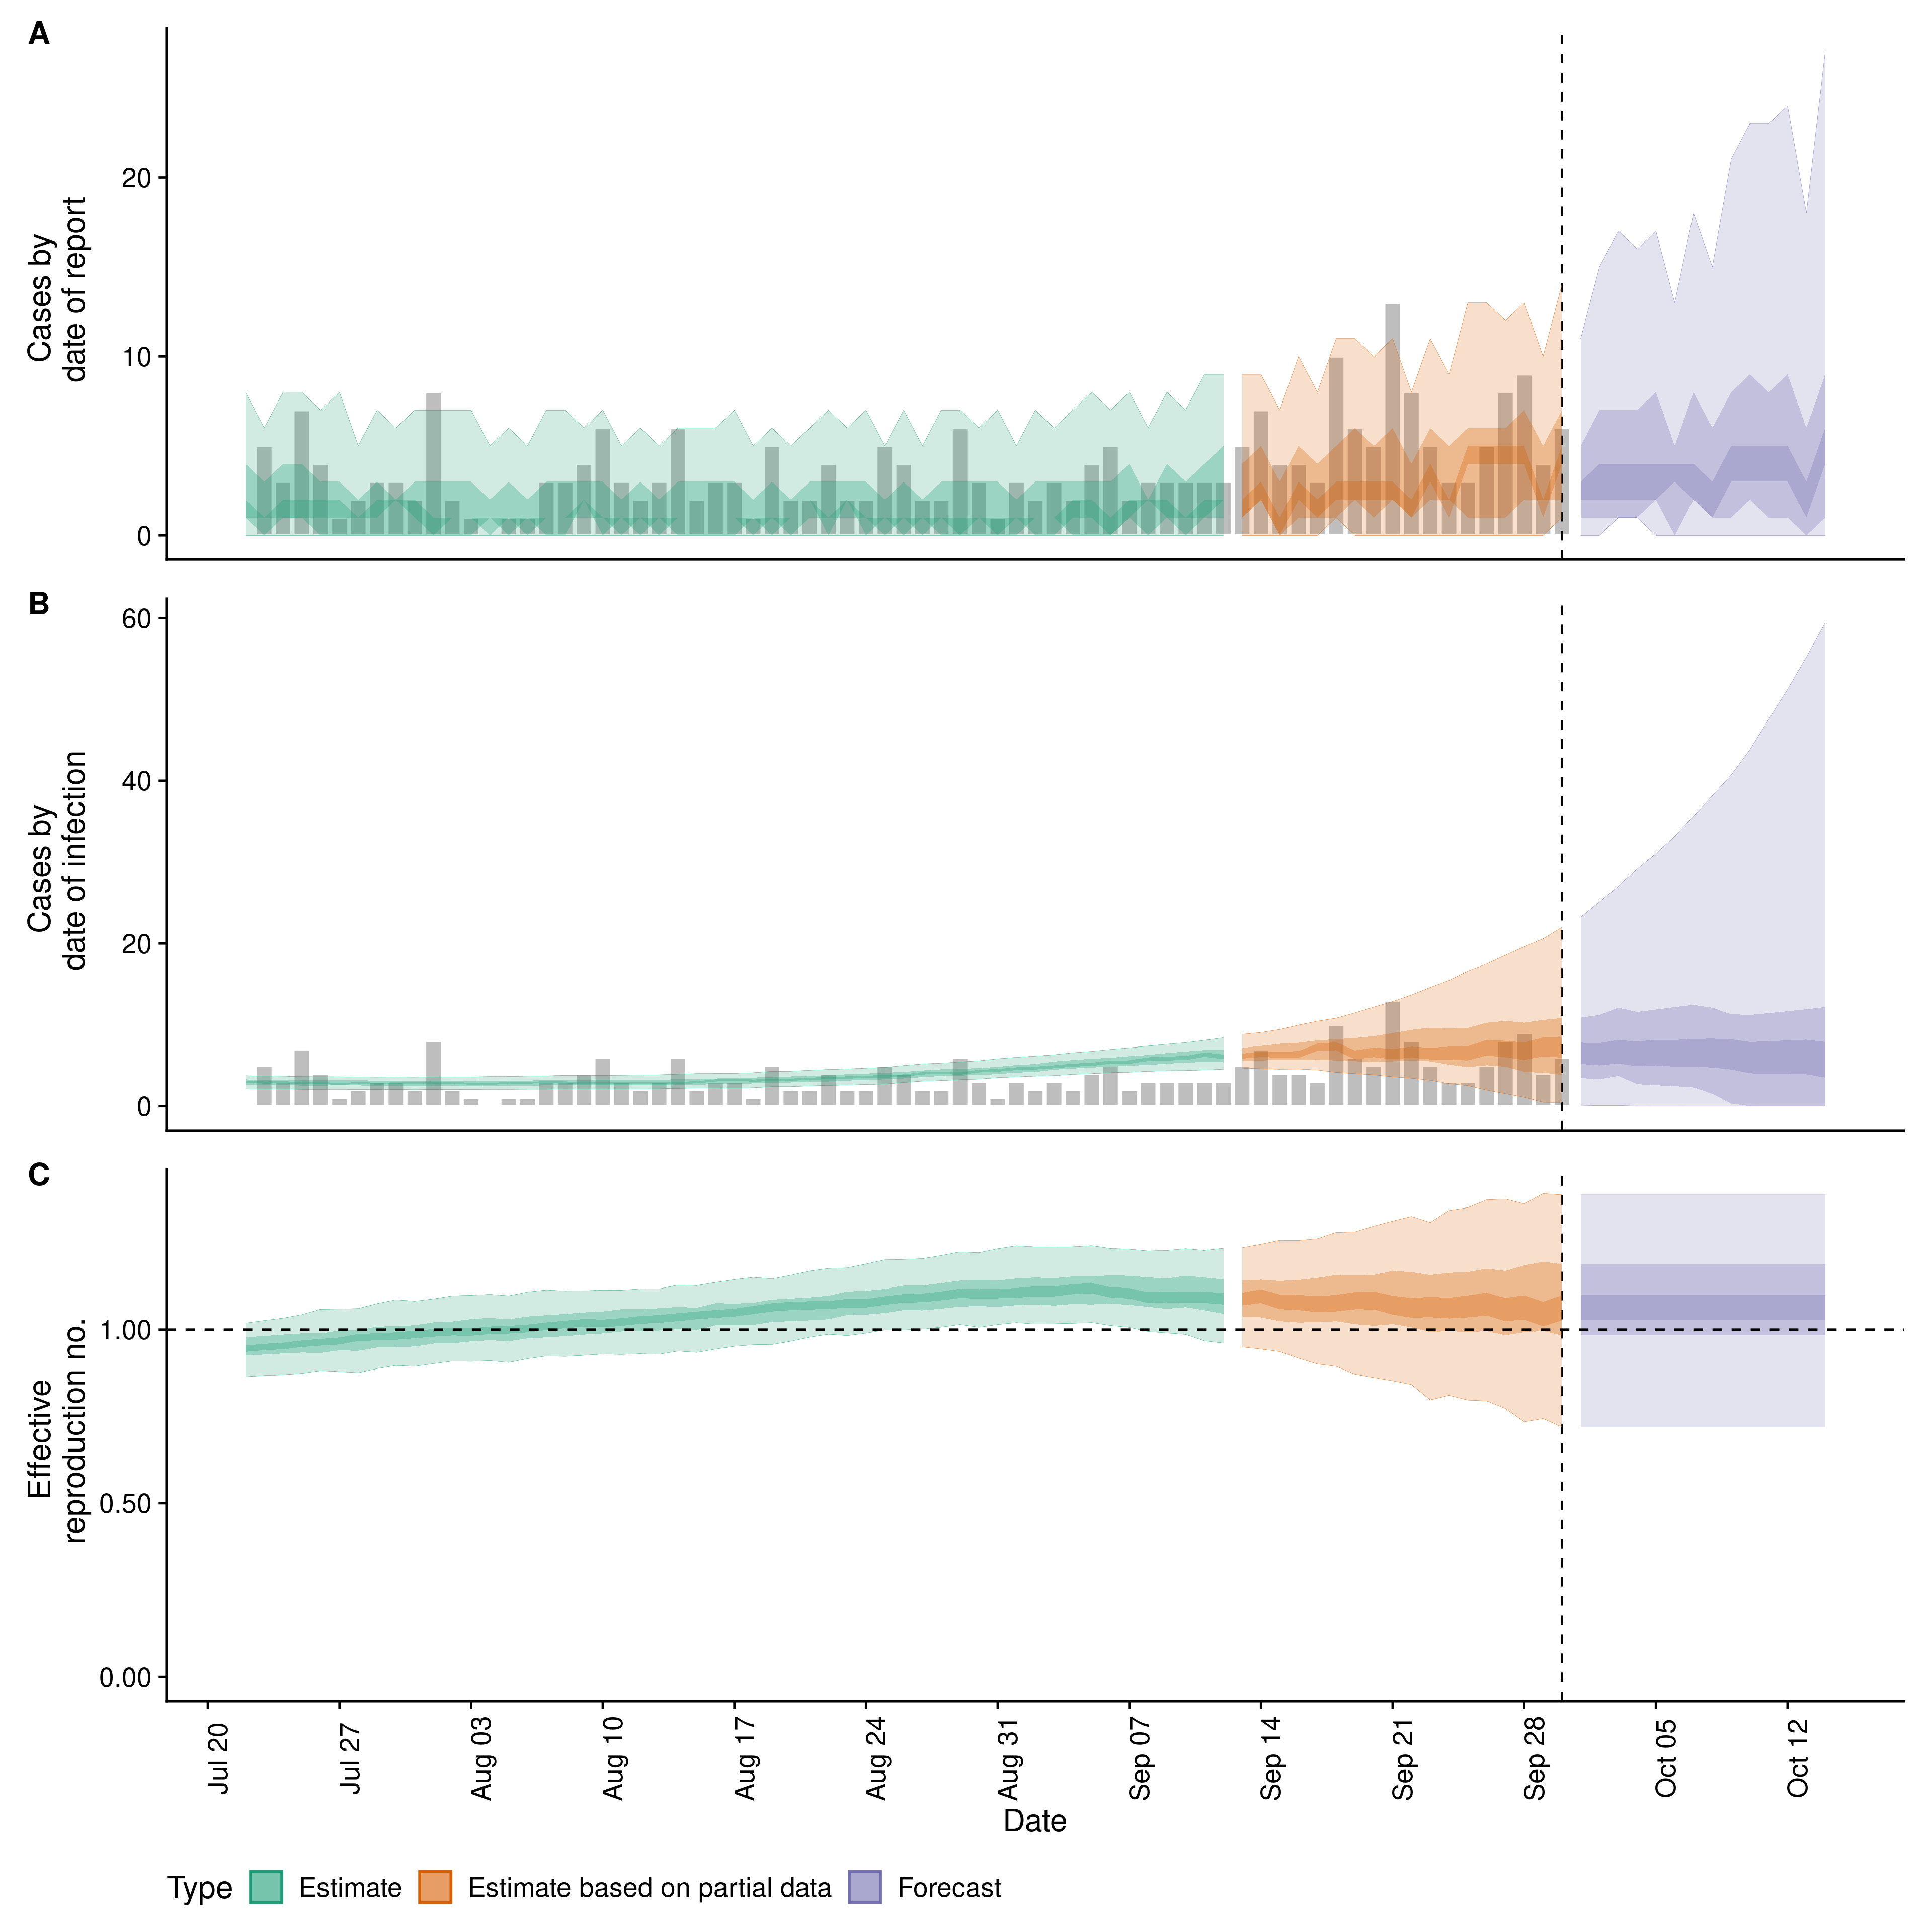 A
Cases by
date of report
20
10
0
B
Cases by
date of infection
60
40
20
0
C
Effective
reproduction no.
1.00
0.50
0.00
Jul 20
Jul 27
Aug 03
Aug 10
Aug 17
Aug 24
Aug 31
Sep 07
Sep 14
Sep 21
Sep 28
Oct 05
Oct 12
Date
Type Estimate Estimate based on partial data Forecast